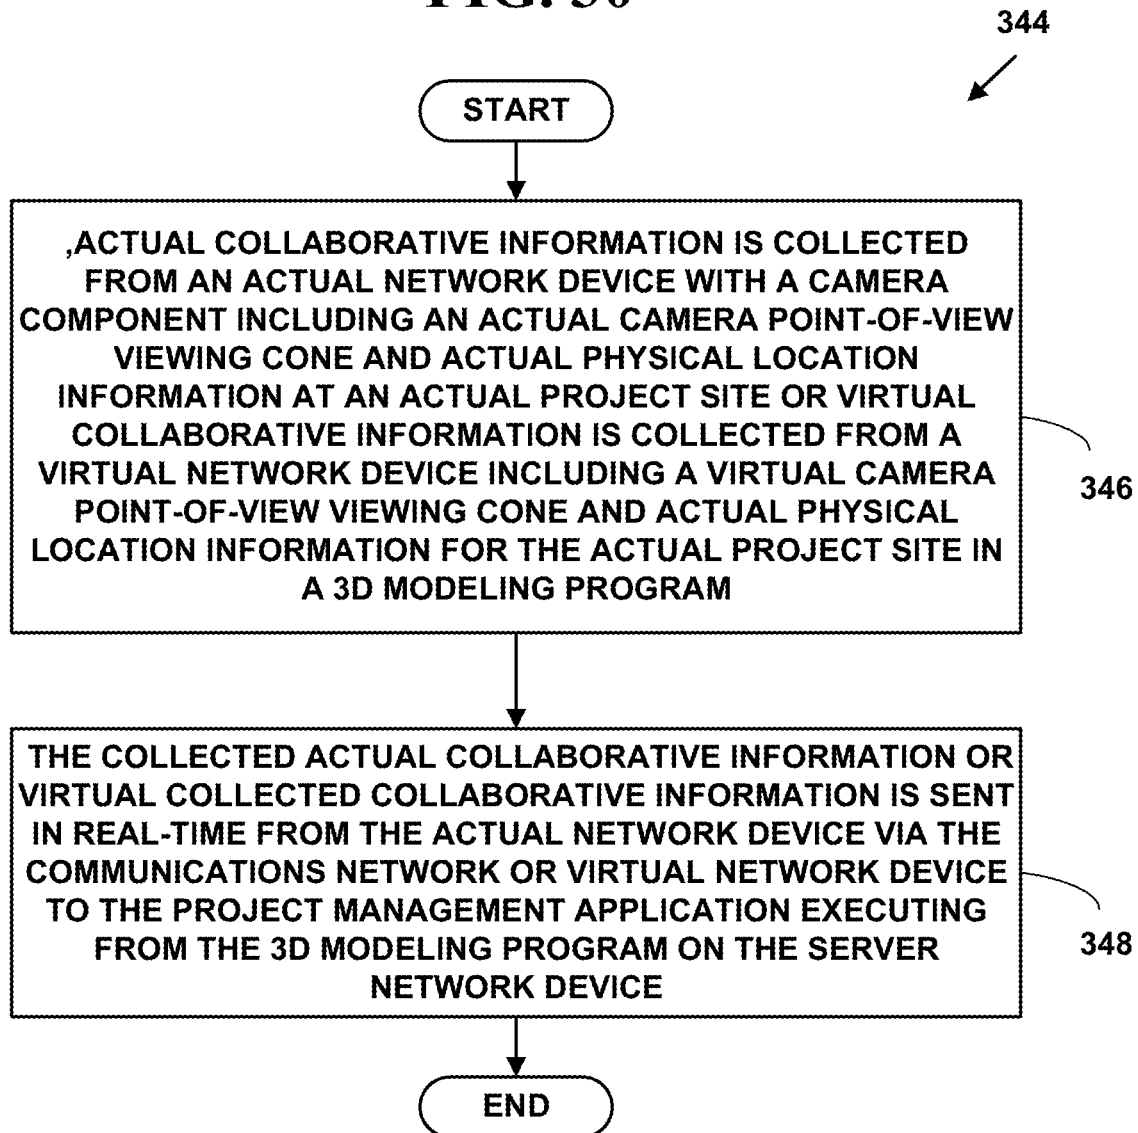 344
START
,ACTUAL COLLABORATIVE INFORMATION IS COLLECTED
FROM AN ACTUAL NETWORK DEVICE WITH A CAMERA
COMPONENT INCLUDING AN ACTUAL CAMERA POINT-OF-VIEW
VIEWING CONE AND ACTUAL PHYSICAL LOCATION
INFORMATION AT AN ACTUAL PROJECT SITE OR VIRTUAL
COLLABORATIVE INFORMATION IS COLLECTED FROM A
VIRTUAL NETWORK DEVICE INCLUDING A VIRTUAL CAMERA
POINT-OF-VIEW VIEWING CONE AND ACTUAL PHYSICAL
LOCATION INFORMATION FOR THE ACTUAL PROJECT SITE IN
A 3D MODELING PROGRAM
346
THE COLLECTED ACTUAL COLLABORATIVE INFORMATION OR
VIRTUAL COLLECTED COLLABORATIVE INFORMATION IS SENT
IN REAL-TIME FROM THE ACTUAL NETWORK DEVICE VIA THE
COMMUNICATIONS NETWORK OR VIRTUAL NETWORK DEVICE
TO THE PROJECT MANAGEMENT APPLICATION EXECUTING
FROM THE 3D MODELING PROGRAM ON THE SERVER
NETWORK DEVICE
348
END